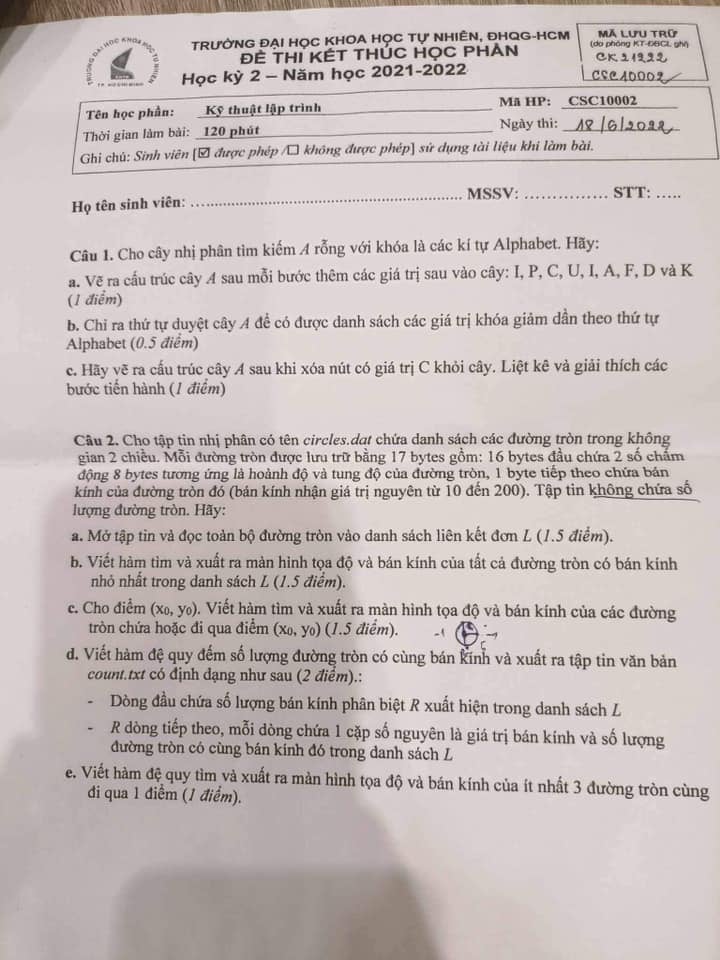 TRƯỜNG ĐẠI HỌC KHOA HỌC TỰ NHIÊN
TP. HỒ CHÍ MINH
TRƯỜNG ĐẠI HỌC KHOA HỌC TỰ NHIÊN, ĐHQG-HCM
ĐỀ THI KẾT THÚC HỌC PHẦN
Học kỳ 2 – Năm học 2021-2022
MÃ LƯU TRỮ
(do phòng KT-ĐBCL ghi)
CK21222
CSC10002
Tên học phần: Kỹ thuật lập trình Mã HP: CSC10002
Thời gian làm bài: 120 phút Ngày thi: 18/6/2022
Ghi chú: Sinh viên [☑ được phép /☐ không được phép] sử dụng tài liệu khi làm bài.
Họ tên sinh viên: ........................................................ MSSV: ............... STT: .....
Câu 1. Cho cây nhị phân tìm kiếm A rỗng với khóa là các kí tự Alphabet. Hãy:
a. Vẽ ra cấu trúc cây A sau mỗi bước thêm các giá trị sau vào cây: I, P, C, U, I, A, F, D và K
(1 điểm)
b. Chỉ ra thứ tự duyệt cây A để có được danh sách các giá trị khóa giảm dần theo thứ tự
Alphabet (0.5 điểm)
c. Hãy vẽ ra cấu trúc cây A sau khi xóa nút có giá trị C khỏi cây. Liệt kê và giải thích các
bước tiến hành (1 điểm)
Câu 2. Cho tập tin nhị phân có tên circles.dat chứa danh sách các đường tròn trong không
gian 2 chiều. Mỗi đường tròn được lưu trữ bằng 17 bytes gồm: 16 bytes đầu chứa 2 số chấm
động 8 bytes tương ứng là hoành độ và tung độ của đường tròn, 1 byte tiếp theo chứa bán
kính của đường tròn đó (bán kính nhận giá trị nguyên từ 10 đến 200). Tập tin không chứa số
lượng đường tròn. Hãy:
a. Mở tập tin và đọc toàn bộ đường tròn vào danh sách liên kết đơn L (1.5 điểm).
b. Viết hàm tìm và xuất ra màn hình tọa độ và bán kính của tất cả đường tròn có bán kính
nhỏ nhất trong danh sách L (1.5 điểm).
c. Cho điểm (x₀, y₀). Viết hàm tìm và xuất ra màn hình tọa độ và bán kính của các đường
tròn chứa hoặc đi qua điểm (x₀, y₀) (1.5 điểm).
d. Viết hàm đệ quy đếm số lượng đường tròn có cùng bán kính và xuất ra tập tin văn bản
count.txt có định dạng như sau (2 điểm).:
- Dòng đầu chứa số lượng bán kính phân biệt R xuất hiện trong danh sách L
- R dòng tiếp theo, mỗi dòng chứa 1 cặp số nguyên là giá trị bán kính và số lượng
đường tròn có cùng bán kính đó trong danh sách L
e. Viết hàm đệ quy tìm và xuất ra màn hình tọa độ và bán kính của ít nhất 3 đường tròn cùng
đi qua 1 điểm (1 điểm).